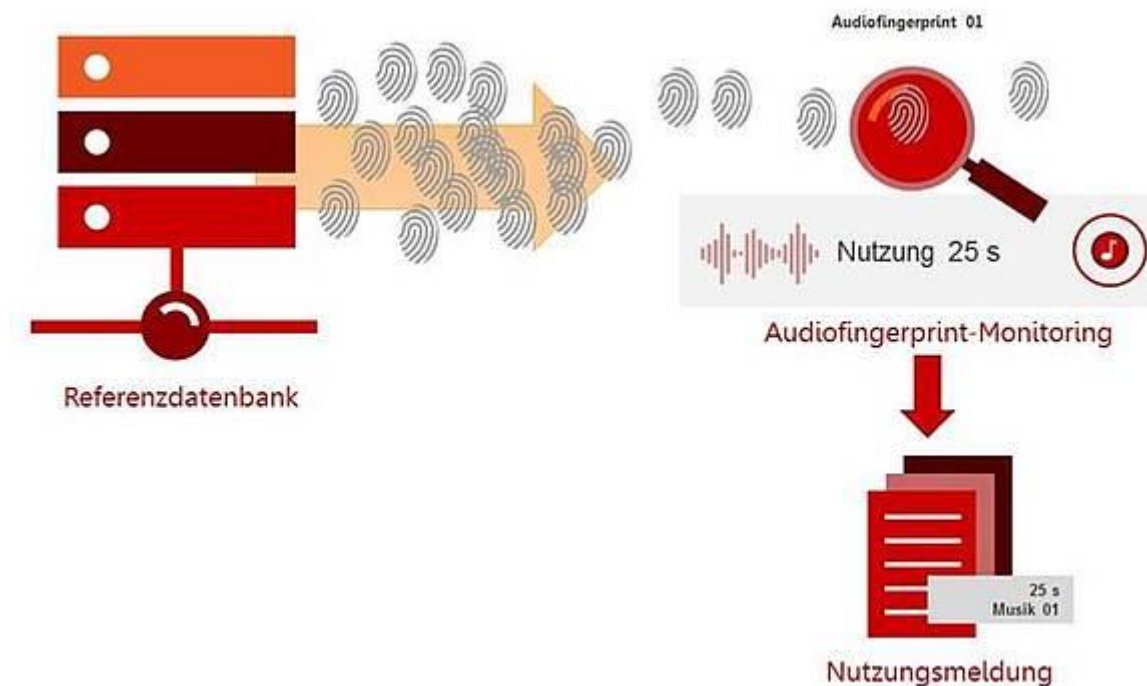 Audiofingerprint 01
Nutzung 25 s
Audiofingerprint-Monitoring
Referenzdatenbank
25 s
Musik 01
Nutzungsmeldung